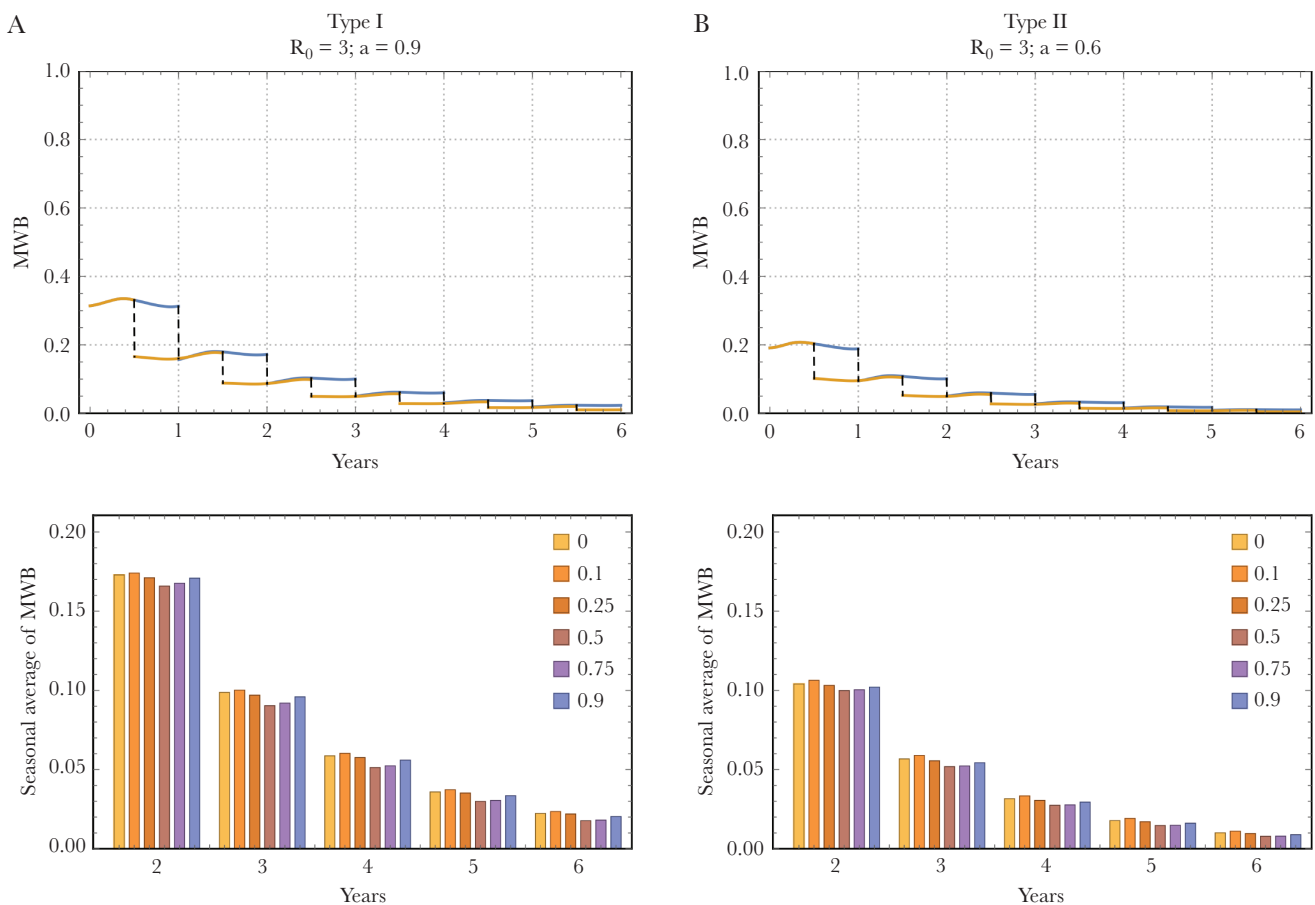 A
Type I
R0 = 3; a = 0.9
1.0
0.8
0.6
0.4
0.2
0.0
MWB
0 1 2 3 4 5 6
Years
B
Type II
R0 = 3; a = 0.6
1.0
0.8
0.6
0.4
0.2
0.0
MWB
0 1 2 3 4 5 6
Years
0.20
0.15
0.10
0.05
0.00
Seasonal average of MWB
0
0.1
0.25
0.5
0.75
0.9
2 3 4 5 6
Years
0.20
0.15
0.10
0.05
0.00
Seasonal average of MWB
0
0.1
0.25
0.5
0.75
0.9
2 3 4 5 6
Years